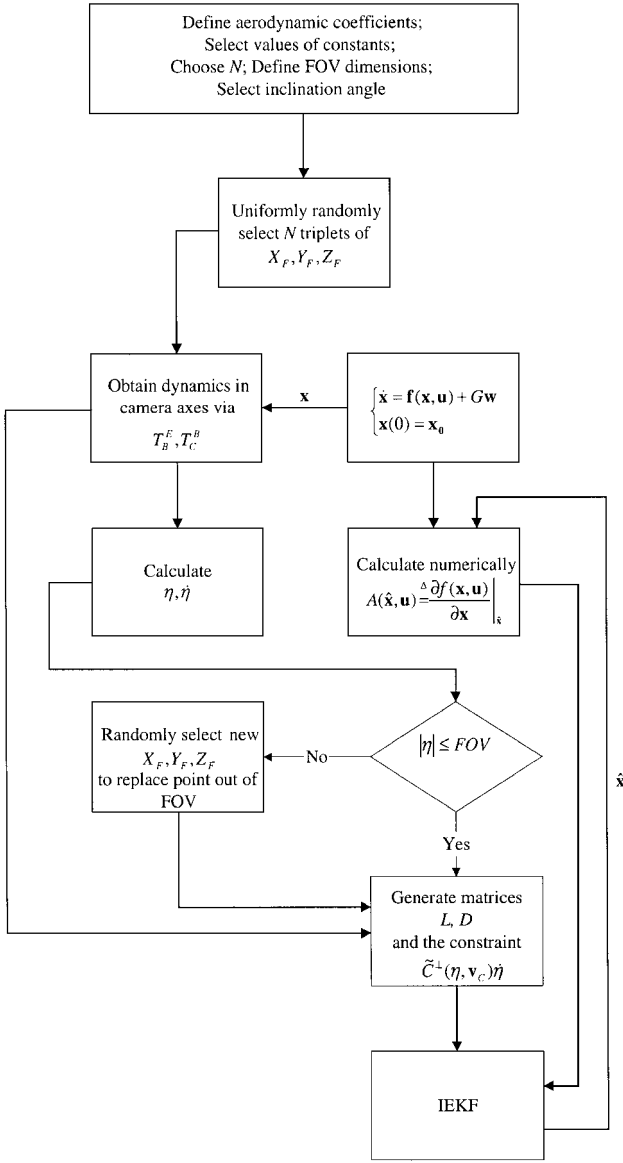 Define aerodynamic coefficients;
Select values of constants;
Choose N; Define FOV dimensions;
Select inclination angle
Uniformly randomly
select N triplets of
X_F, Y_F, Z_F
Obtain dynamics in
camera axes via
T_B^E, T_C^B
x
{ ẋ = f(x, u) + Gw
x(0) = x_0
Calculate
η, η̇
Calculate numerically
A(x̂, u) ≜ ∂f(x, u)/∂x |_x̂
Randomly select new
X_F, Y_F, Z_F
to replace point out of
FOV
No
|η| ≤ FOV
x̂
Yes
Generate matrices
L, D
and the constraint
C̃^⊥(η, v_C)η̇
IEKF